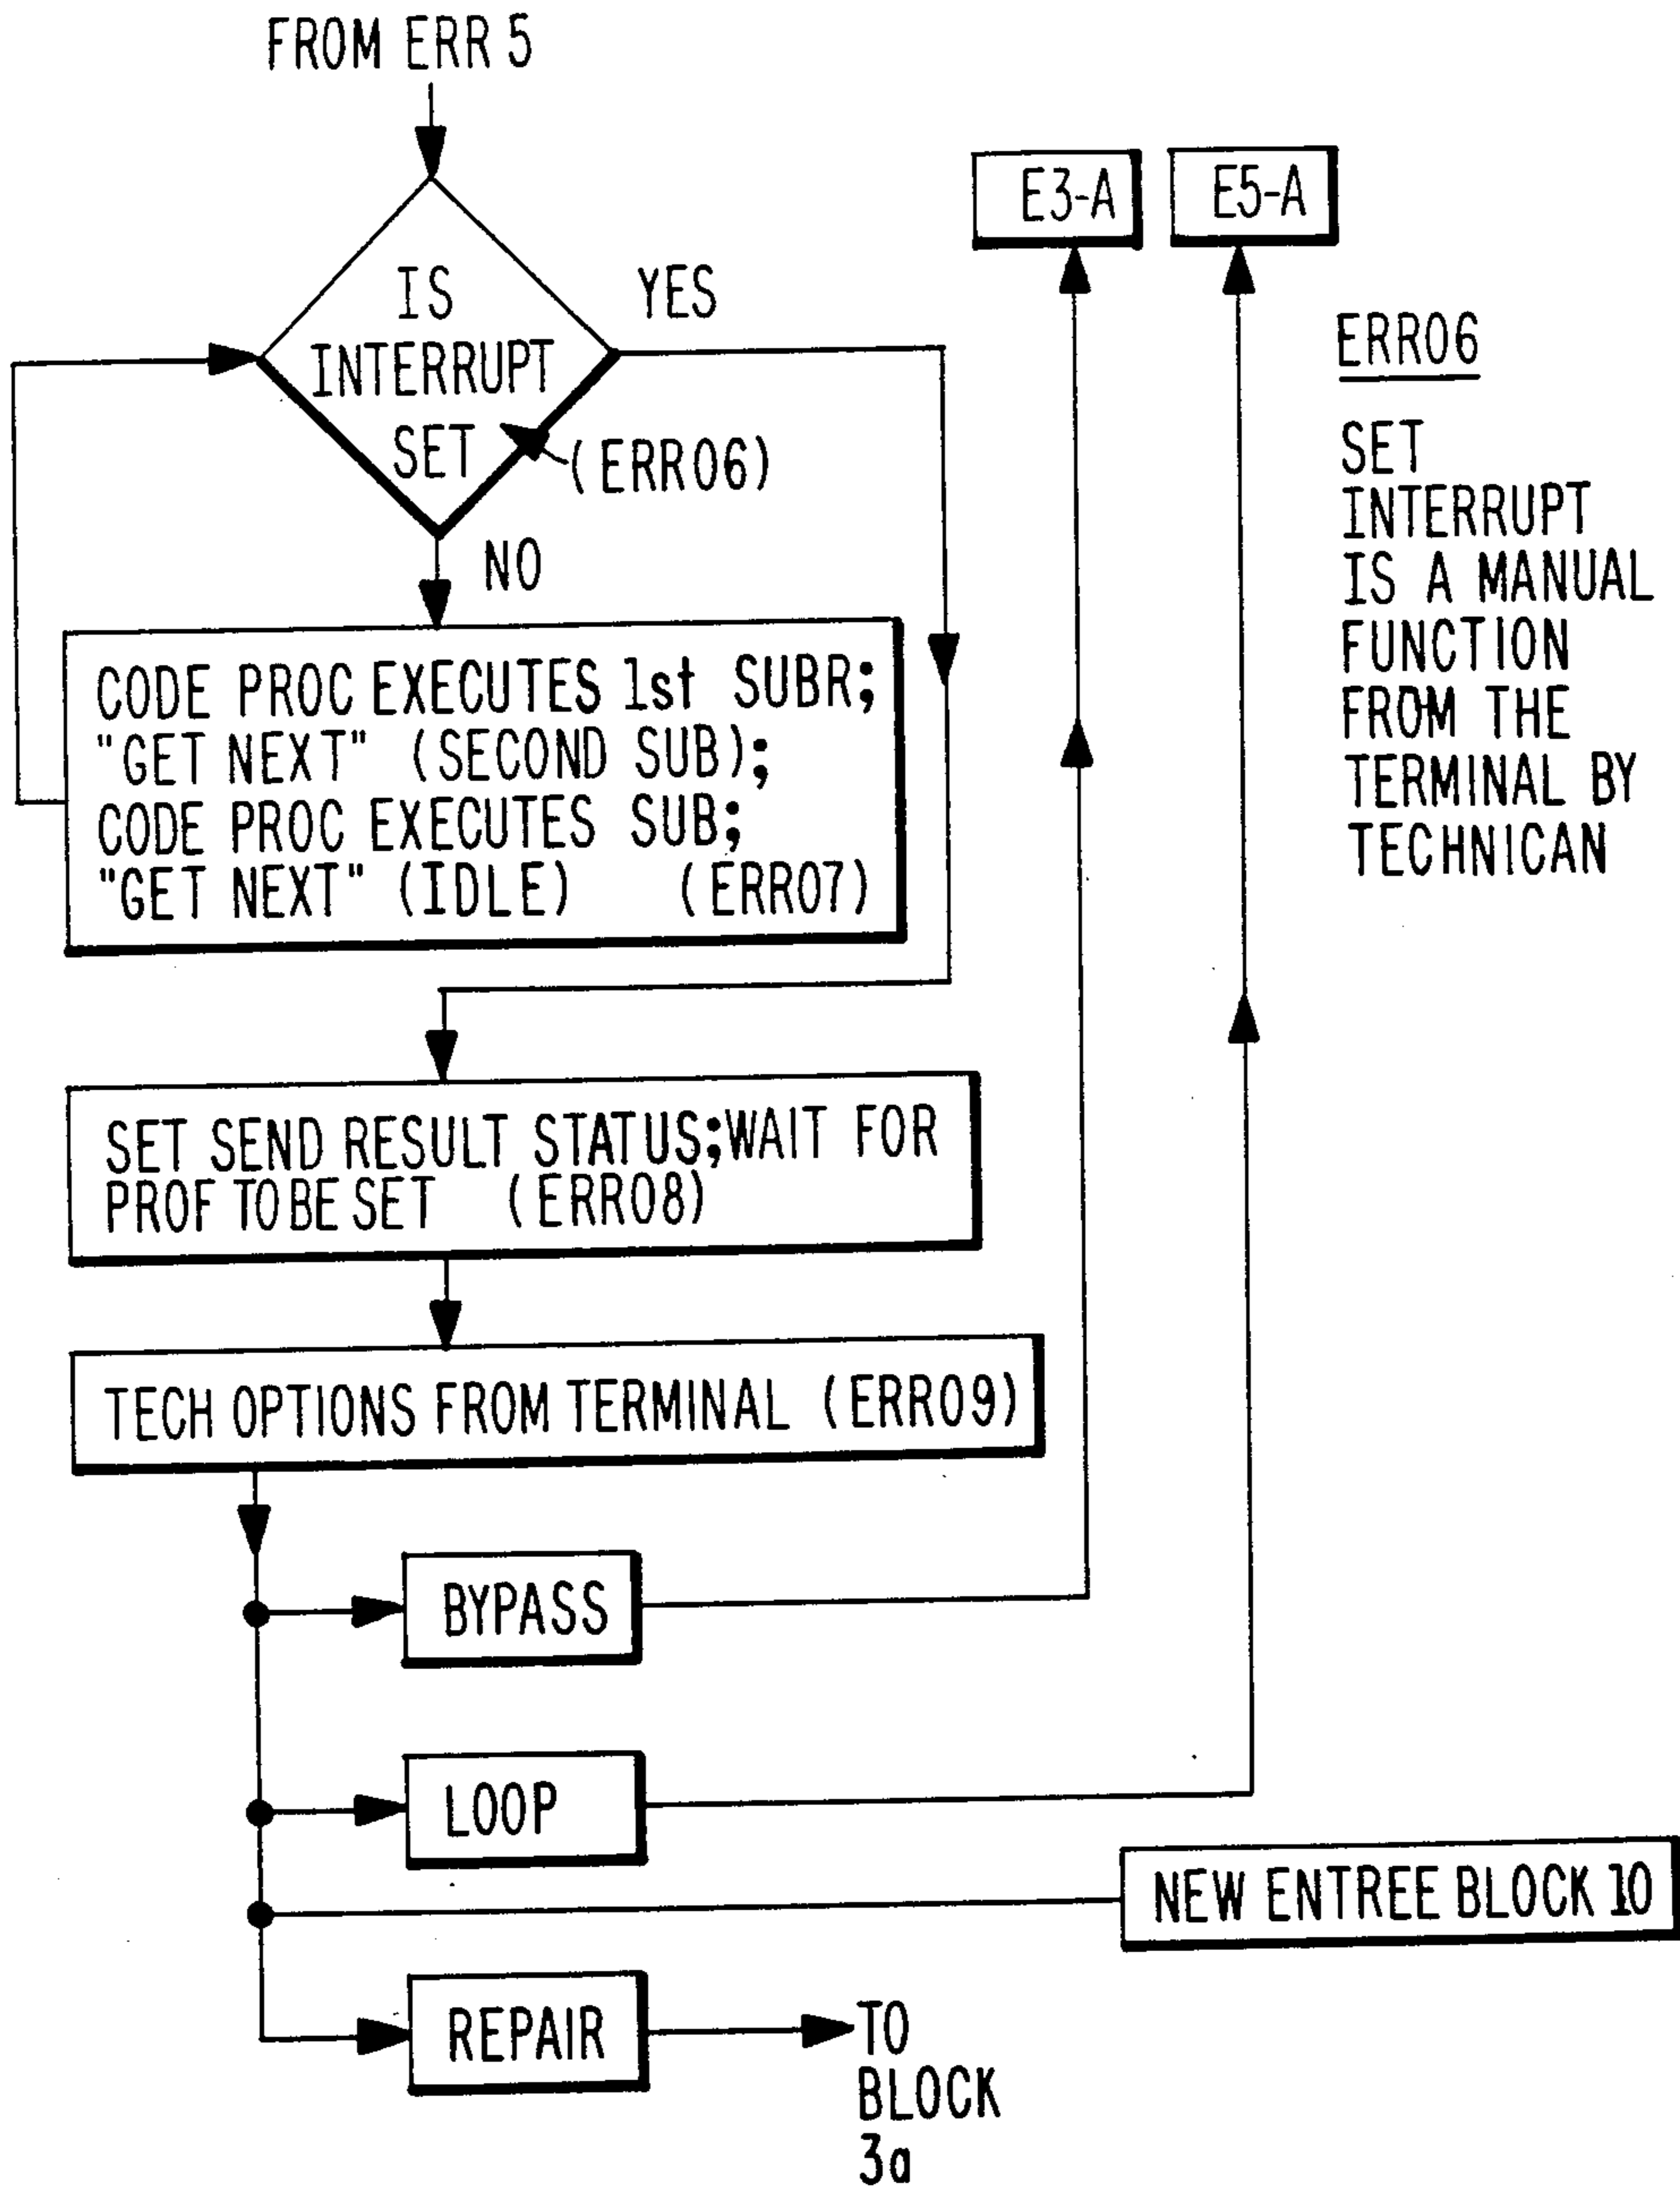 FROM ERR 5
E3-A
E5-A
IS
INTERRUPT
SET
YES
(ERR06)
NO
ERR06
SET
INTERRUPT
IS A MANUAL
FUNCTION
FROM THE
TERMINAL BY
TECHNICAN
CODE PROC EXECUTES 1st SUBR;
"GET NEXT" (SECOND SUB);
CODE PROC EXECUTES SUB;
"GET NEXT" (IDLE) (ERR07)
SET SEND RESULT STATUS;WAIT FOR
PROF TO BE SET (ERR08)
TECH OPTIONS FROM TERMINAL (ERR09)
BYPASS
LOOP
NEW ENTREE BLOCK 10
REPAIR
TO
BLOCK
3a